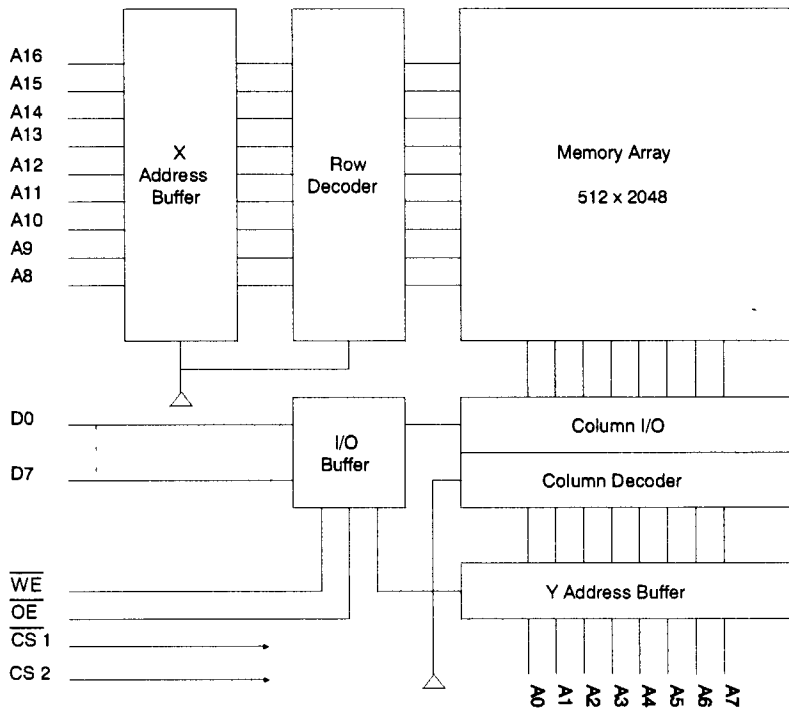 A16
A15
A14
A13
A12
A11
A10
A9
A8
X
Address
Buffer
Row
Decoder
Memory Array
512 x 2048
D0
D7
I/O
Buffer
Column I/O
Column Decoder
Y Address Buffer
WE
OE
CS 1
CS 2
A0
A1
A2
A3
A4
A5
A6
A7